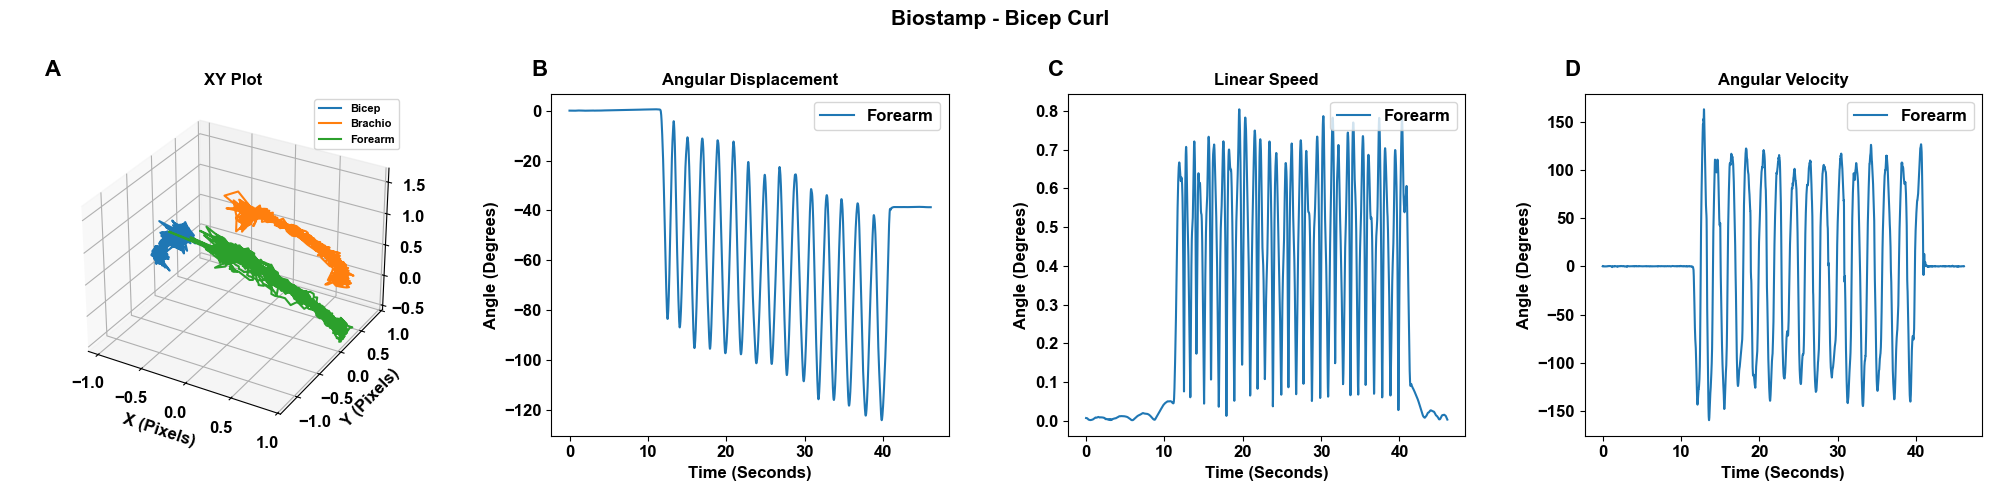 Biostamp - Bicep Curl
A
XY Plot
Bicep
Brachio
Forearm
1.5
1.0
0.5
0.0
−0.5
−1.0
−0.5
0.0
0.5
1.0
X (Pixels)
−1.0
−0.5
0.0
0.5
1.0
Y (Pixels)
B
Angular Displacement
Forearm
0
−20
−40
−60
−80
−100
−120
Angle (Degrees)
0
10
20
30
40
Time (Seconds)
C
Linear Speed
Forearm
0.8
0.7
0.6
0.5
0.4
0.3
0.2
0.1
0.0
Angle (Degrees)
0
10
20
30
40
Time (Seconds)
D
Angular Velocity
Forearm
150
100
50
0
−50
−100
−150
Angle (Degrees)
0
10
20
30
40
Time (Seconds)